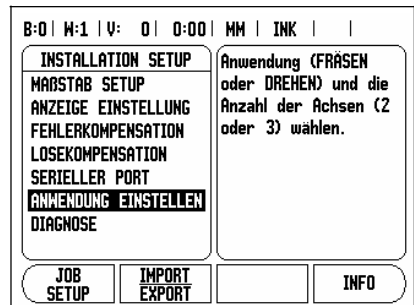 B:0 | W:1 | V: 0 | 0:00 | MM | INK | |
INSTALLATION SETUP
MAßSTAB SETUP
ANZEIGE EINSTELLUNG
FEHLERKOMPENSATION
LOSEKOMPENSATION
SERIELLER PORT
ANWENDUNG EINSTELLEN
DIAGNOSE
Anwendung (FRÄSEN
oder DREHEN) und die
Anzahl der Achsen (2
oder 3) wählen.
JOB
SETUP
IMPORT
EXPORT
INFO